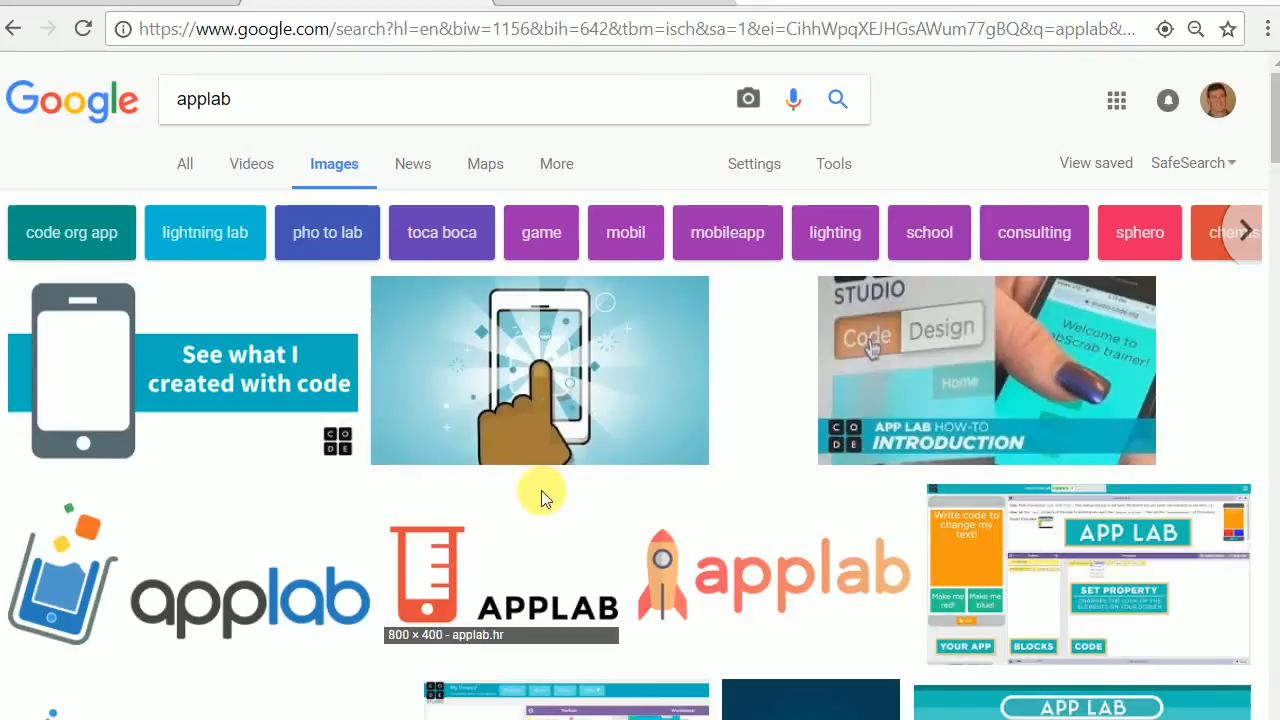 https://www.google.com/search?hl=en&biw=1156&bih=642&tbm=isch&sa=1&ei=CihhWpqXEJHGsAWum77gBQ&q=applab&...
Google
applab
All Videos Images News Maps More Settings Tools View saved SafeSearch
code org app lightning lab pho to lab toca boca game mobil mobileapp lighting school consulting sphero
See what I
created with code
CO
DE
STUDIO
Code Design
Home
Welcome to
trainer!
CO
DE
APP LAB HOW-TO
INTRODUCTION
applab
APPLAB
800 × 400 - applab.hr
applab
Write code to
change my
text!
Make me
red!
Make me
blue!
APP LAB
SET PROPERTY
YOUR APP BLOCKS CODE
APP LAB